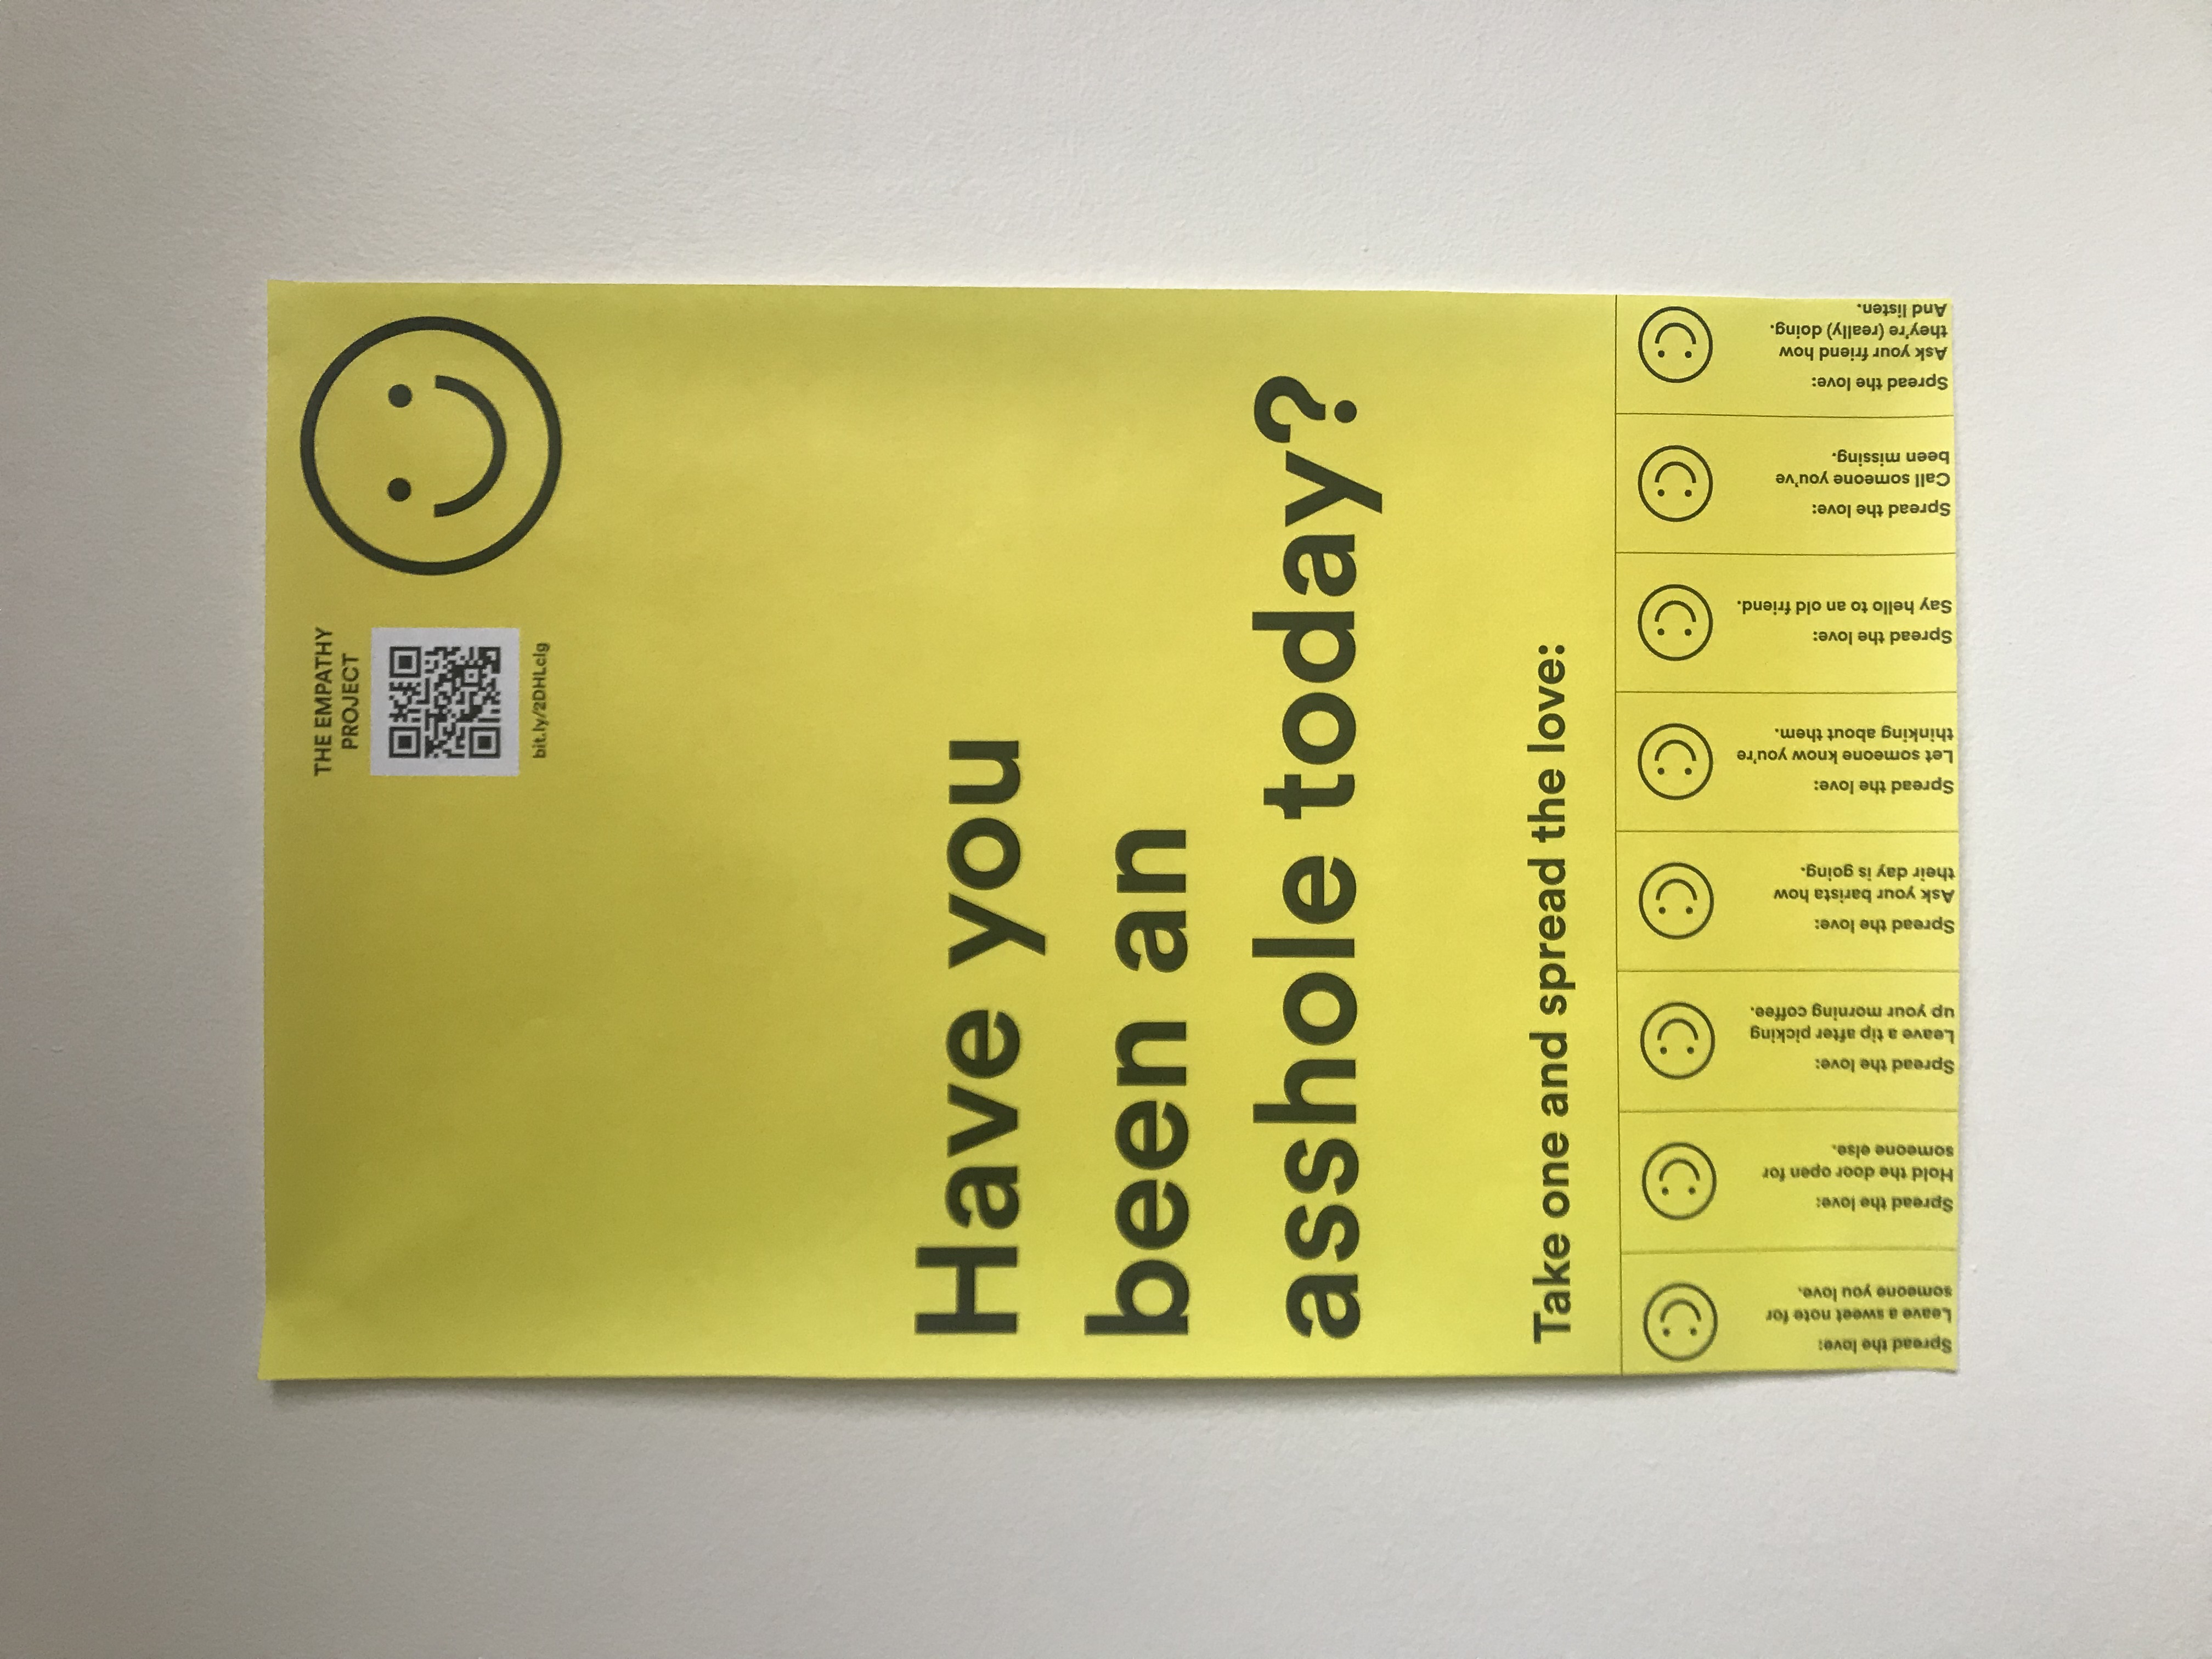 THE EMPATHY
PROJECT
bit.ly/2DHLclg
Have you
been an
asshole today?
Take one and spread the love:
Spread the love:
Leave a sweet note for
someone you love.
Spread the love:
Hold the door open for
someone else.
Spread the love:
Leave a tip after picking
up your morning coffee.
Spread the love:
Ask your barista how
their day is going.
Spread the love:
Let someone know you're
thinking about them.
Spread the love:
Say hello to an old friend.
Spread the love:
Call someone you've
been missing.
Spread the love:
Ask your friend how
they're (really) doing.
And listen.